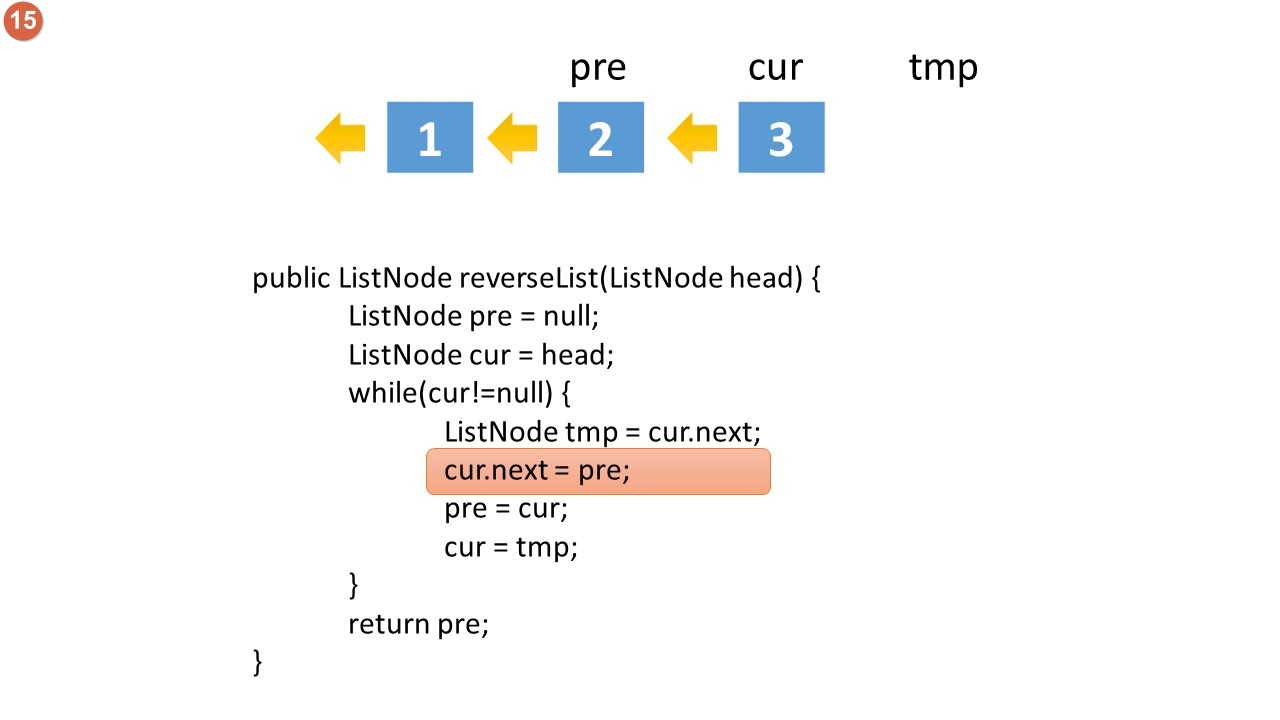 15
pre cur tmp
1 2 3
public ListNode reverseList(ListNode head) {
ListNode pre = null;
ListNode cur = head;
while(cur!=null) {
ListNode tmp = cur.next;
cur.next = pre;
pre = cur;
cur = tmp;
}
return pre;
}